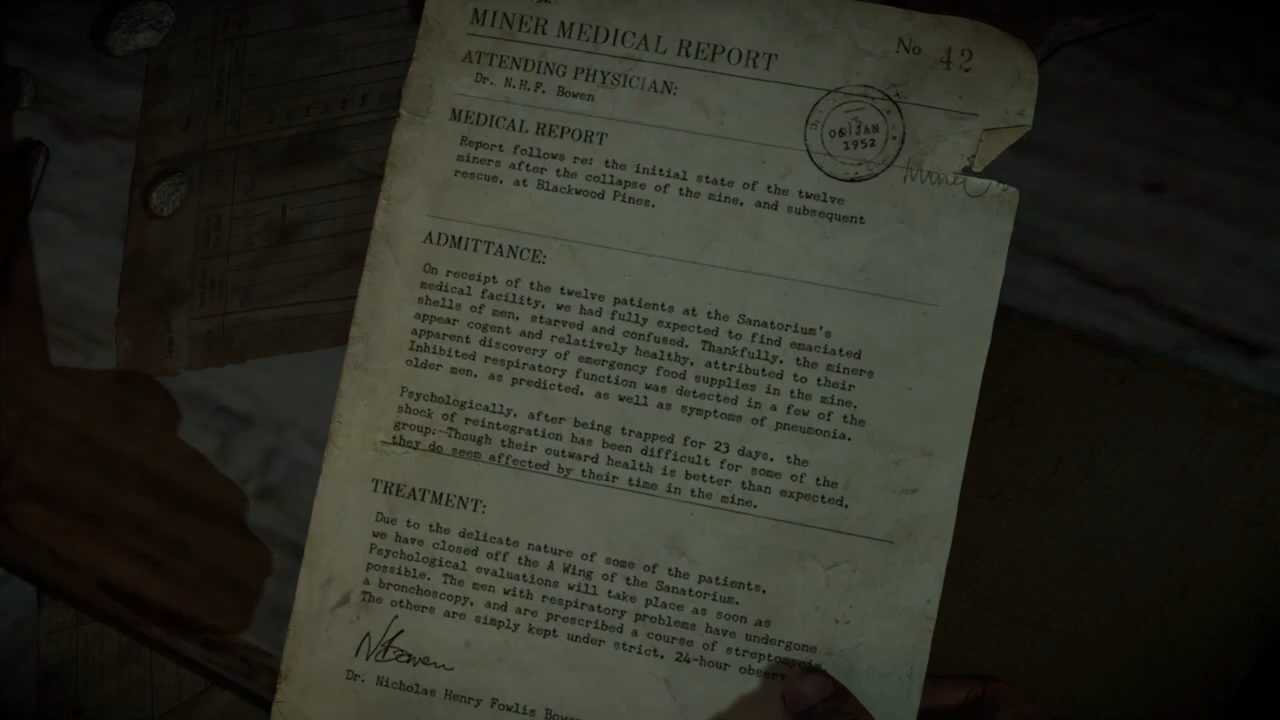 MINER MEDICAL REPORT
No 42
ATTENDING PHYSICIAN:
Dr. N.H.F. Bowen
06 JAN
1952
MEDICAL REPORT
Report follows re: the initial state of the twelve
miners after the collapse of the mine, and subsequent
rescue, at Blackwood Pines.
ADMITTANCE:
On receipt of the twelve patients at the Sanatorium's
medical facility, we had fully expected to find emaciated
shells of men, starved and confused. Thankfully, the miners
appear cogent and relatively healthy, attributed to their
apparent discovery of emergency food supplies in the mine.
Inhibited respiratory function was detected in a few of the
older men, as predicted, as well as symptoms of pneumonia.
Psychologically, after being trapped for 23 days, the
shock of reintegration has been difficult for some of the
group. Though their outward health is better than expected,
they do seem affected by their time in the mine.
TREATMENT:
Due to the delicate nature of some of the patients,
we have closed off the A Wing of the Sanatorium.
Psychological evaluations will take place as soon as
possible. The men with respiratory problems have undergone
a bronchoscopy, and are prescribed a course of streptomycin.
The others are simply kept under strict, 24-hour observ
NBowen
Dr. Nicholas Henry Fowlis Bowen